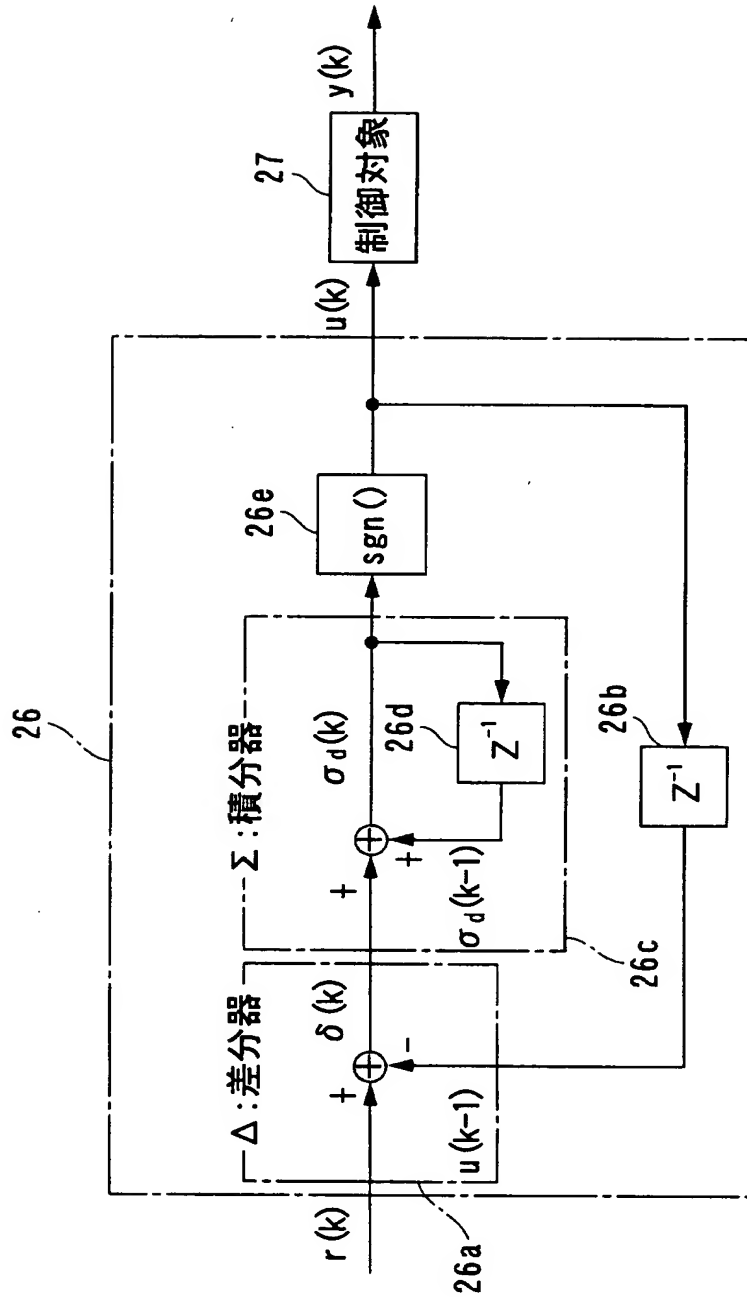 26
Δ:差分器
Σ:積分器
r(k)
+
-
δ(k)
u(k-1)
26a
+
+
σd(k)
σd(k-1)
Z⁻¹
26d
26c
sgn()
26e
Z⁻¹
26b
u(k)
制御対象
27
y(k)